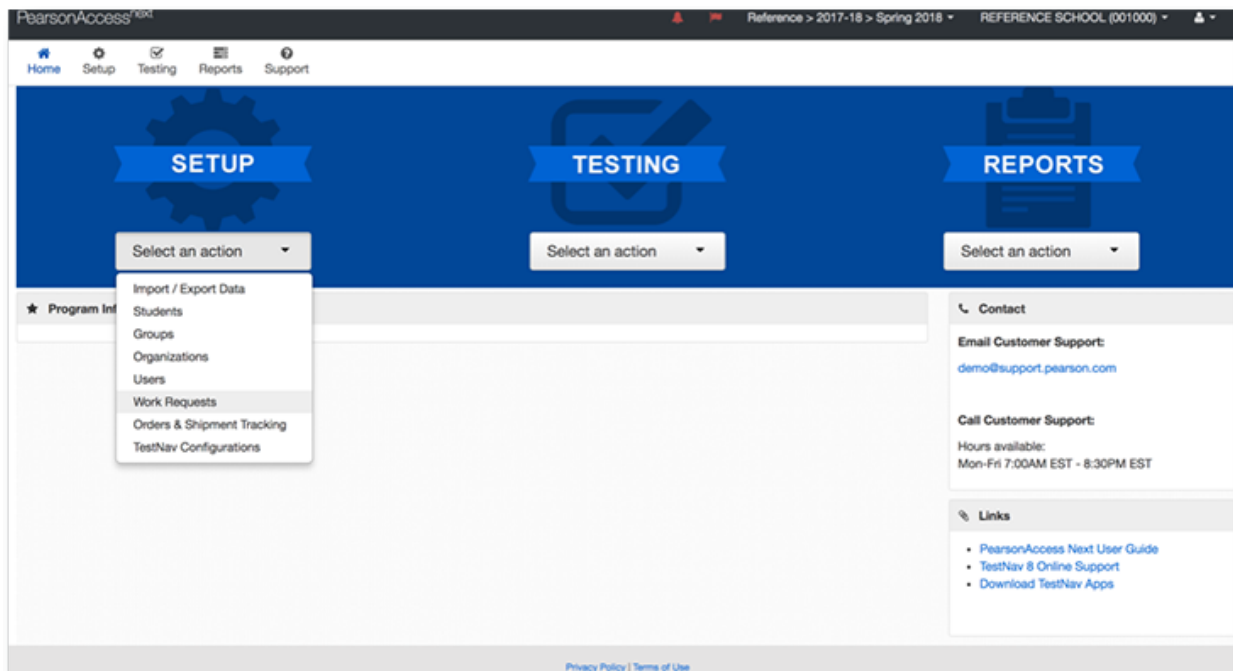 PearsonAccessnext
Reference > 2017-18 > Spring 2018
REFERENCE SCHOOL (001000)
Home
Setup
Testing
Reports
Support
SETUP
TESTING
REPORTS
Select an action
Select an action
Select an action
Import / Export Data
Students
Groups
Organizations
Users
Work Requests
Orders & Shipment Tracking
TestNav Configurations
Program Inf
Contact
Email Customer Support:
demo@support.pearson.com
Call Customer Support:
Hours available:
Mon-Fri 7:00AM EST - 8:30PM EST
Links
PearsonAccess Next User Guide
TestNav 8 Online Support
Download TestNav Apps
Privacy Policy | Terms of Use